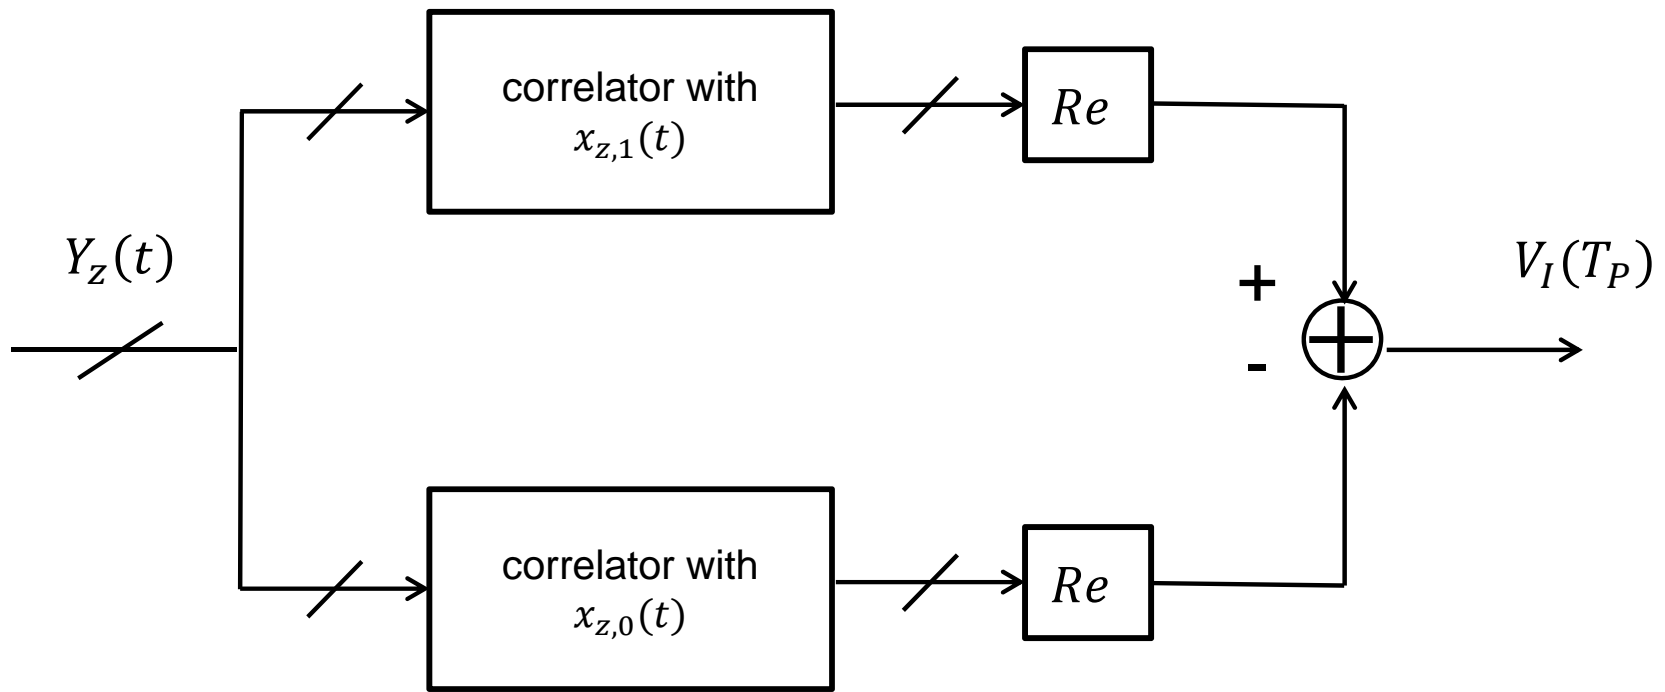 correlator with
x_{z,1}(t)
Re
Y_z(t)
+
-
V_I(T_P)
correlator with
x_{z,0}(t)
Re